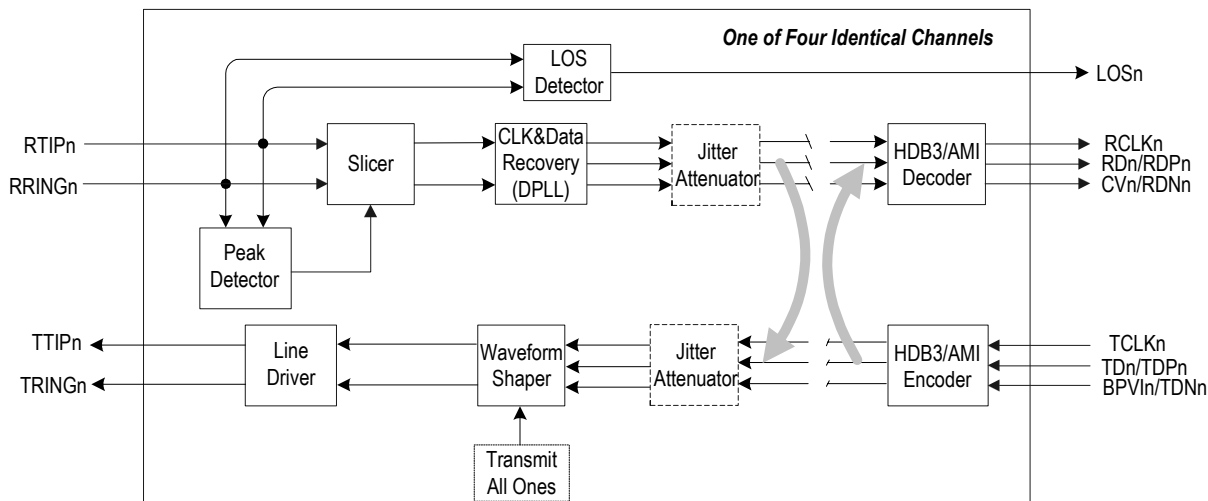 One of Four Identical Channels
LOS
Detector
LOSn
RTIPn
RRINGn
Slicer
CLK&Data
Recovery
(DPLL)
Jitter
Attenuator
HDB3/AMI
Decoder
RCLKn
RDn/RDPn
CVn/RDNn
Peak
Detector
TTIPn
TRINGn
Line
Driver
Waveform
Shaper
Jitter
Attenuator
HDB3/AMI
Encoder
TCLKn
TDn/TDPn
BPVIn/TDNn
Transmit
All Ones